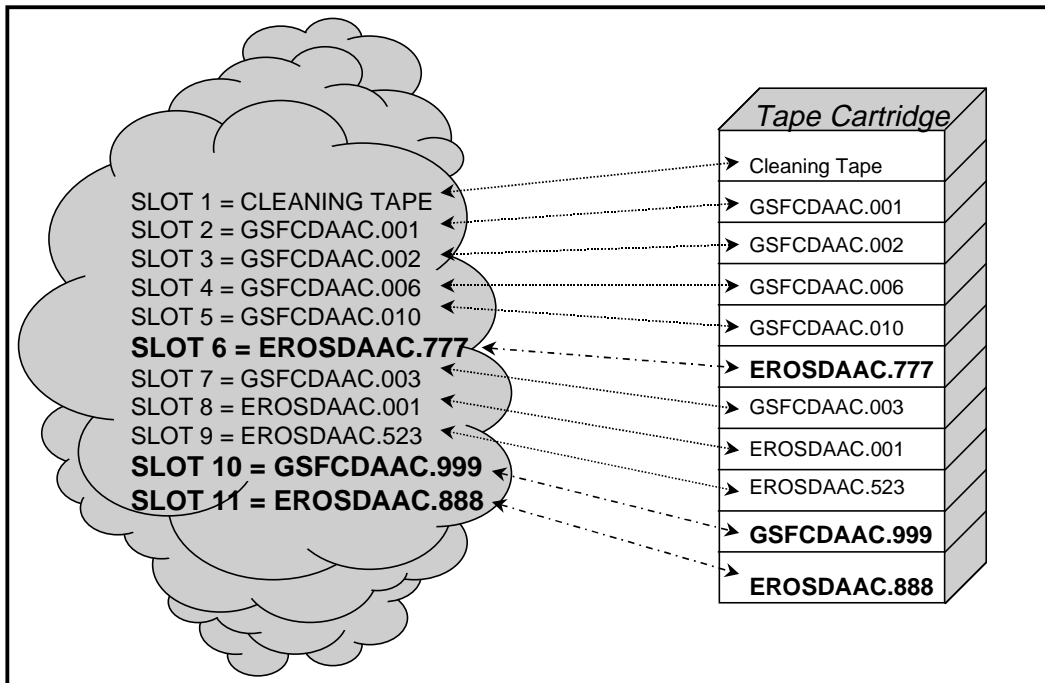 SLOT 1 = CLEANING TAPE
SLOT 2 = GSFCDAAC.001
SLOT 3 = GSFCDAAC.002
SLOT 4 = GSFCDAAC.006
SLOT 5 = GSFCDAAC.010
SLOT 6 = EROSDAAC.777
SLOT 7 = GSFCDAAC.003
SLOT 8 = EROSDAAC.001
SLOT 9 = EROSDAAC.523
SLOT 10 = GSFCDAAC.999
SLOT 11 = EROSDAAC.888
Tape Cartridge
Cleaning Tape
GSFCDAAC.001
GSFCDAAC.002
GSFCDAAC.006
GSFCDAAC.010
EROSDAAC.777
GSFCDAAC.003
EROSDAAC.001
EROSDAAC.523
GSFCDAAC.999
EROSDAAC.888